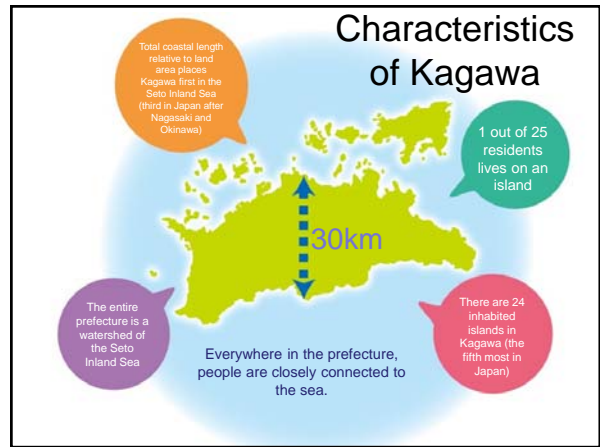 Characteristics
of Kagawa
Total coastal length
relative to land
area places
Kagawa first in the
Seto Inland Sea
(third in Japan after
Nagasaki and
Okinawa)
1 out of 25
residents
lives on an
island
30km
The entire
prefecture is a
watershed of
the Seto
Inland Sea
There are 24
inhabited
islands in
Kagawa (the
fifth most in
Japan)
Everywhere in the prefecture,
people are closely connected to
the sea.